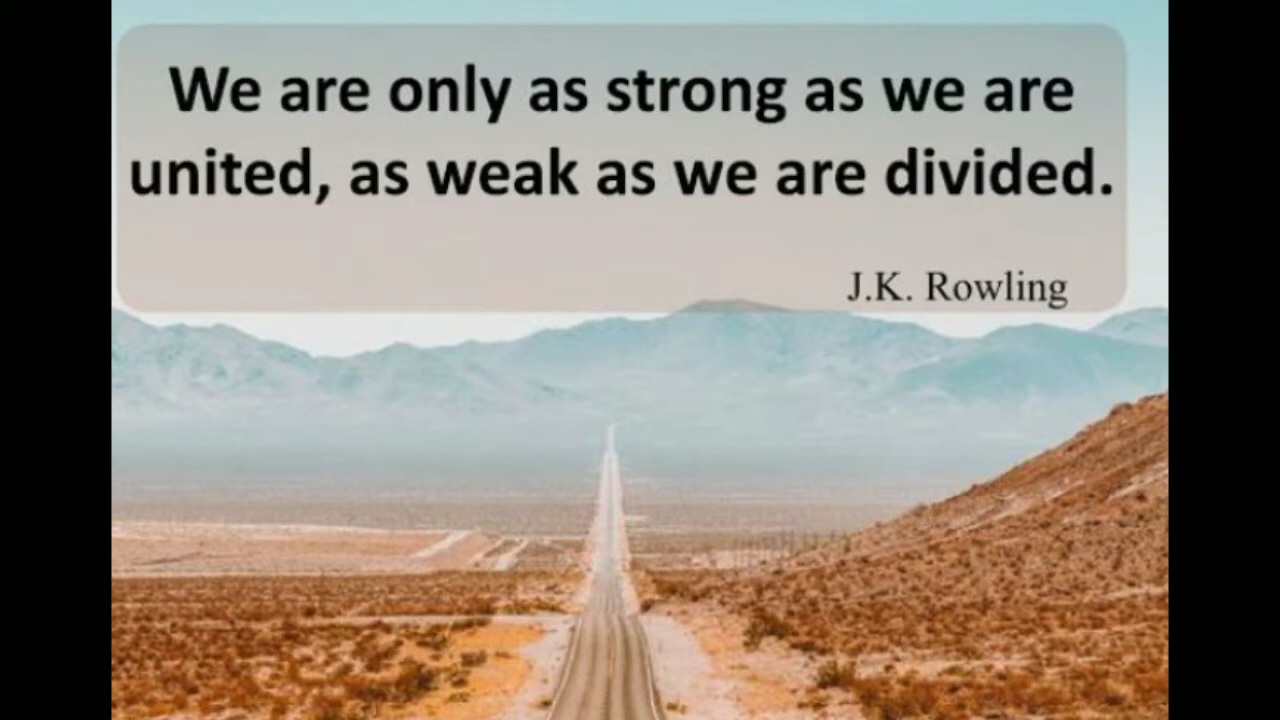 We are only as strong as we are
united, as weak as we are divided.
J.K. Rowling